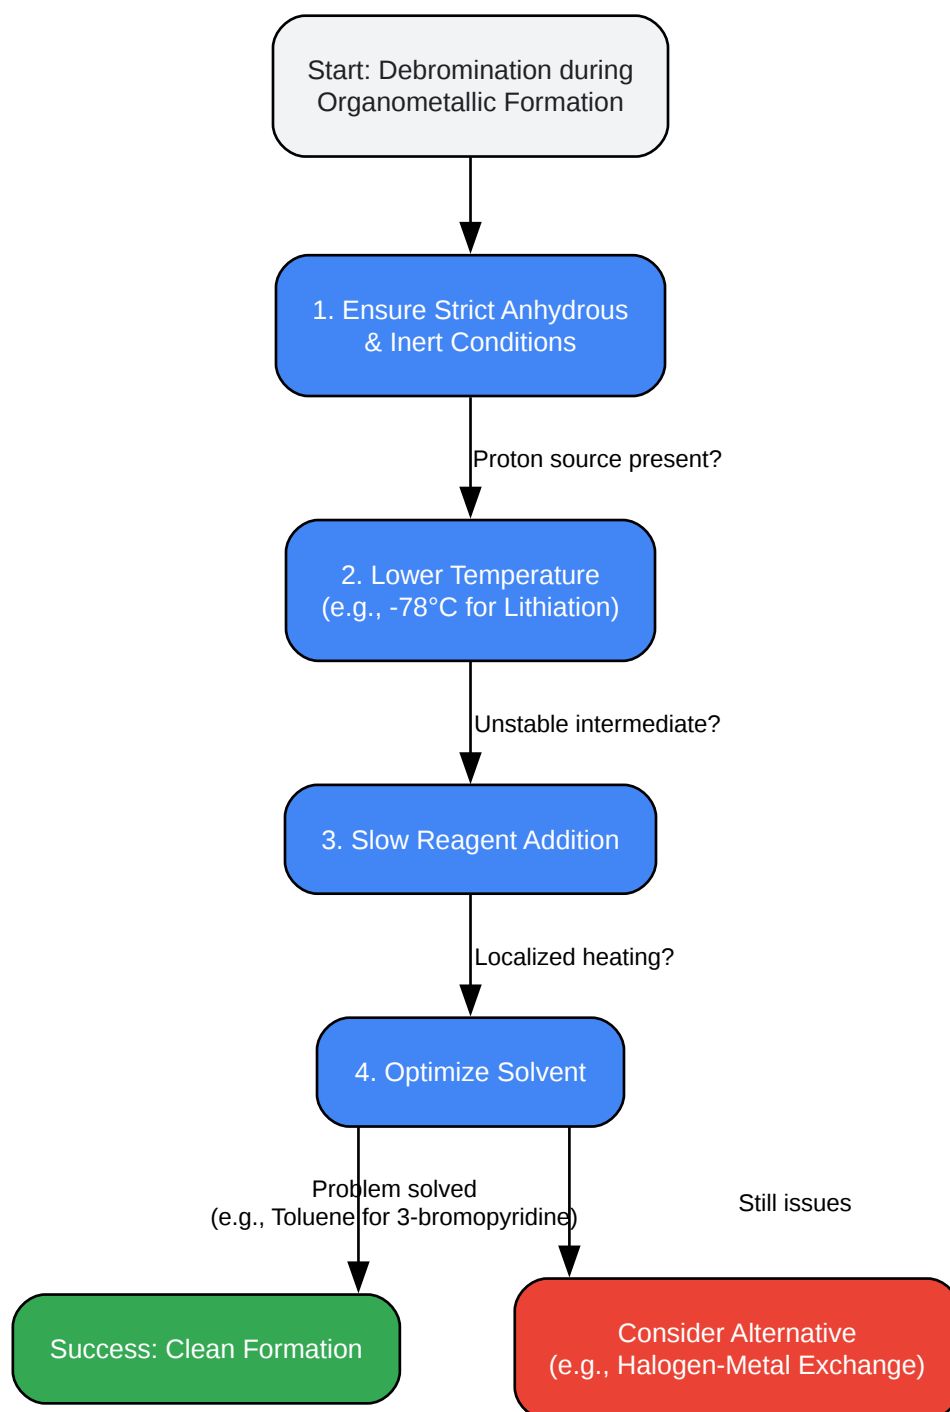 Start: Debromination during
Organometallic Formation
1. Ensure Strict Anhydrous
& Inert Conditions
Proton source present?
2. Lower Temperature
(e.g., -78°C for Lithiation)
Unstable intermediate?
3. Slow Reagent Addition
Localized heating?
4. Optimize Solvent
Problem solved
(e.g., Toluene for 3-bromopyridine)
Still issues
Success: Clean Formation
Consider Alternative
(e.g., Halogen-Metal Exchange)